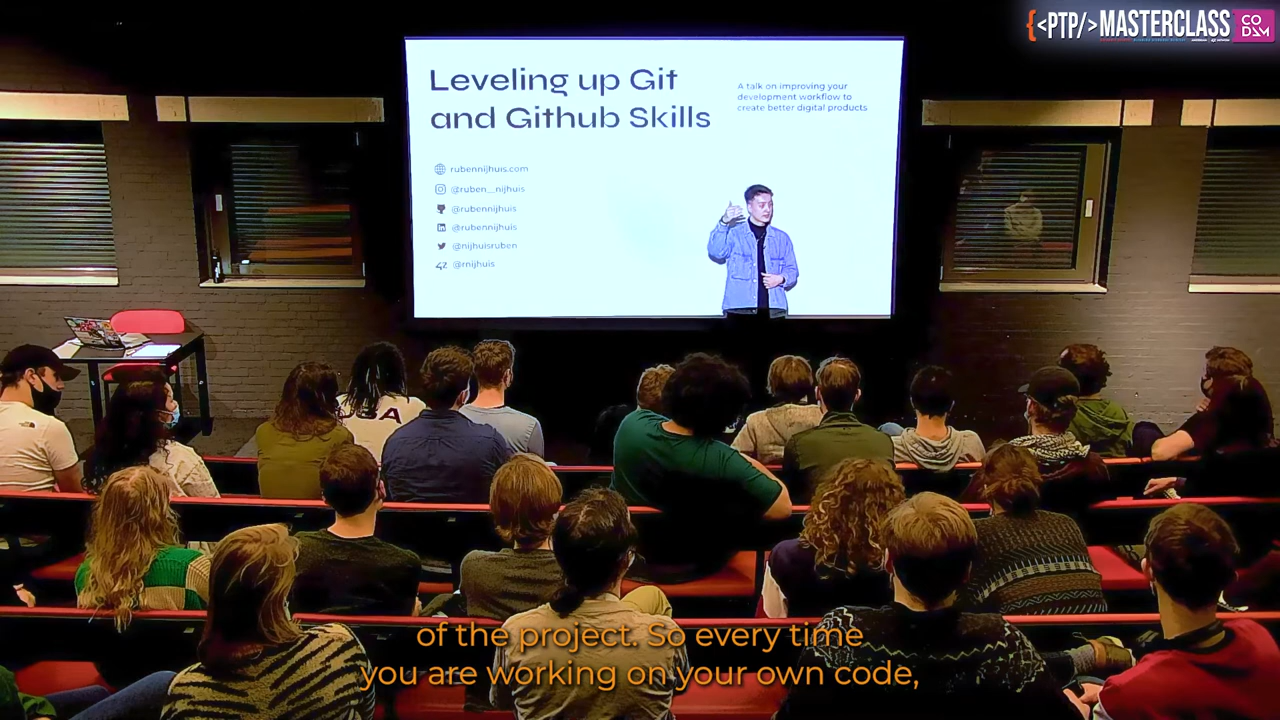 {<PTP/>MASTERCLASS
CO
D∑M
Leveling up Git
and Github Skills
A talk on improving your
development workflow to
create better digital products
rubennijhuis.com
@ruben__nijhuis
@rubennijhuis
@rubennijhuis
@nijhuisruben
42 @rnijhuis
A
of the project. So every time
you are working on your own code,